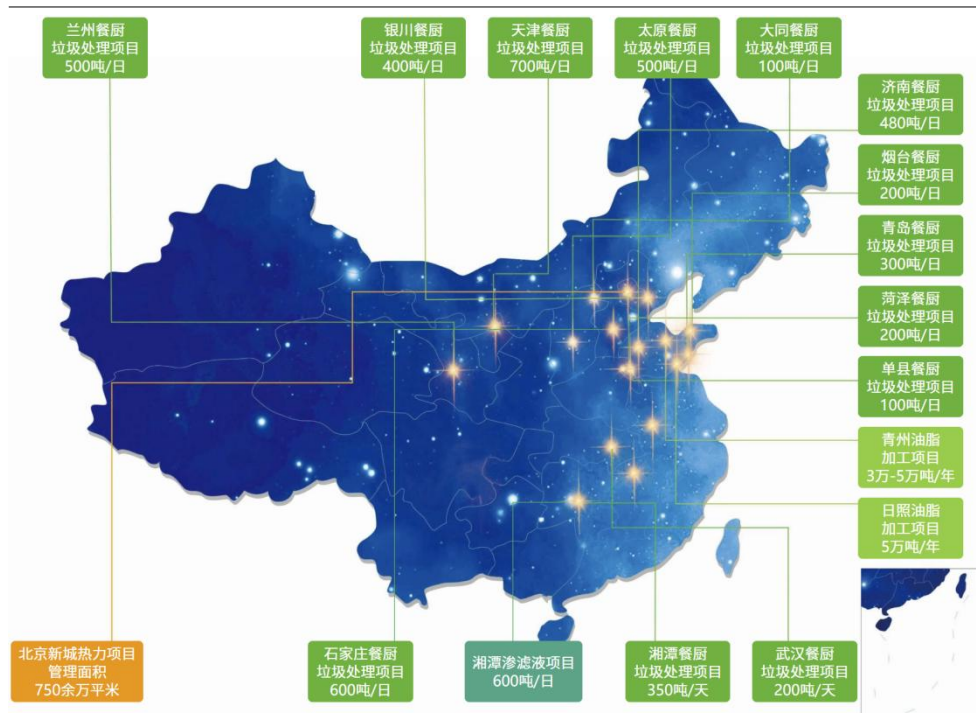 兰州餐厨
垃圾处理项目
500吨/日
银川餐厨
垃圾处理项目
400吨/日
天津餐厨
垃圾处理项目
700吨/日
太原餐厨
垃圾处理项目
500吨/日
大同餐厨
垃圾处理项目
100吨/日
济南餐厨
垃圾处理项目
480吨/日
烟台餐厨
垃圾处理项目
200吨/日
青岛餐厨
垃圾处理项目
300吨/日
菏泽餐厨
垃圾处理项目
200吨/日
单县餐厨
垃圾处理项目
100吨/日
青州油脂
加工项目
3万-5万吨/年
日照油脂
加工项目
5万吨/年
北京新城热力项目
管理面积
750余万平米
石家庄餐厨
垃圾处理项目
600吨/日
湘潭渗滤液项目
600吨/日
湘潭餐厨
垃圾处理项目
350吨/天
武汉餐厨
垃圾处理项目
200吨/天